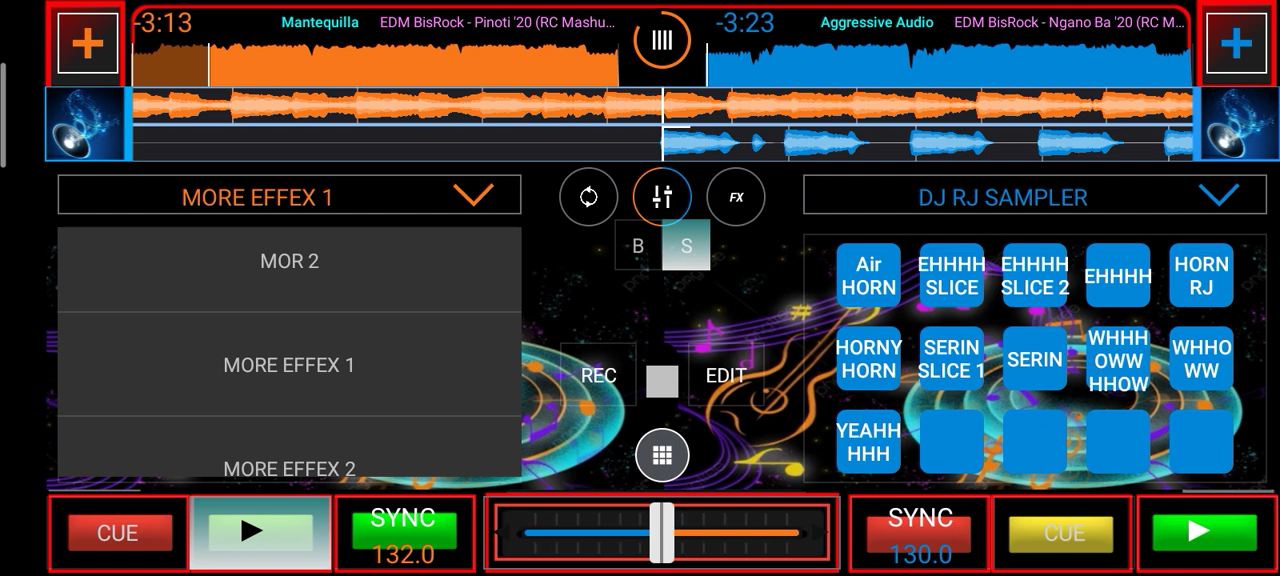 -3:13
Mantequilla
EDM BisRock - Pinoti '20 (RC Mashu...
-3:23
Aggressive Audio
EDM BisRock - Ngano Ba '20 (RC M...
MORE EFFEX 1
FX
DJ RJ SAMPLER
B
S
MOR 2
MORE EFFEX 1
MORE EFFEX 2
REC
EDIT
Air
HORN
EHHHH
SLICE
EHHHH
SLICE 2
EHHHH
HORN
RJ
HORNY
HORN
SERIN
SLICE 1
SERIN
WHHH
OWW
HHOW
WHHO
WW
YEAHH
HHH
CUE
SYNC
132.0
SYNC
130.0
CUE